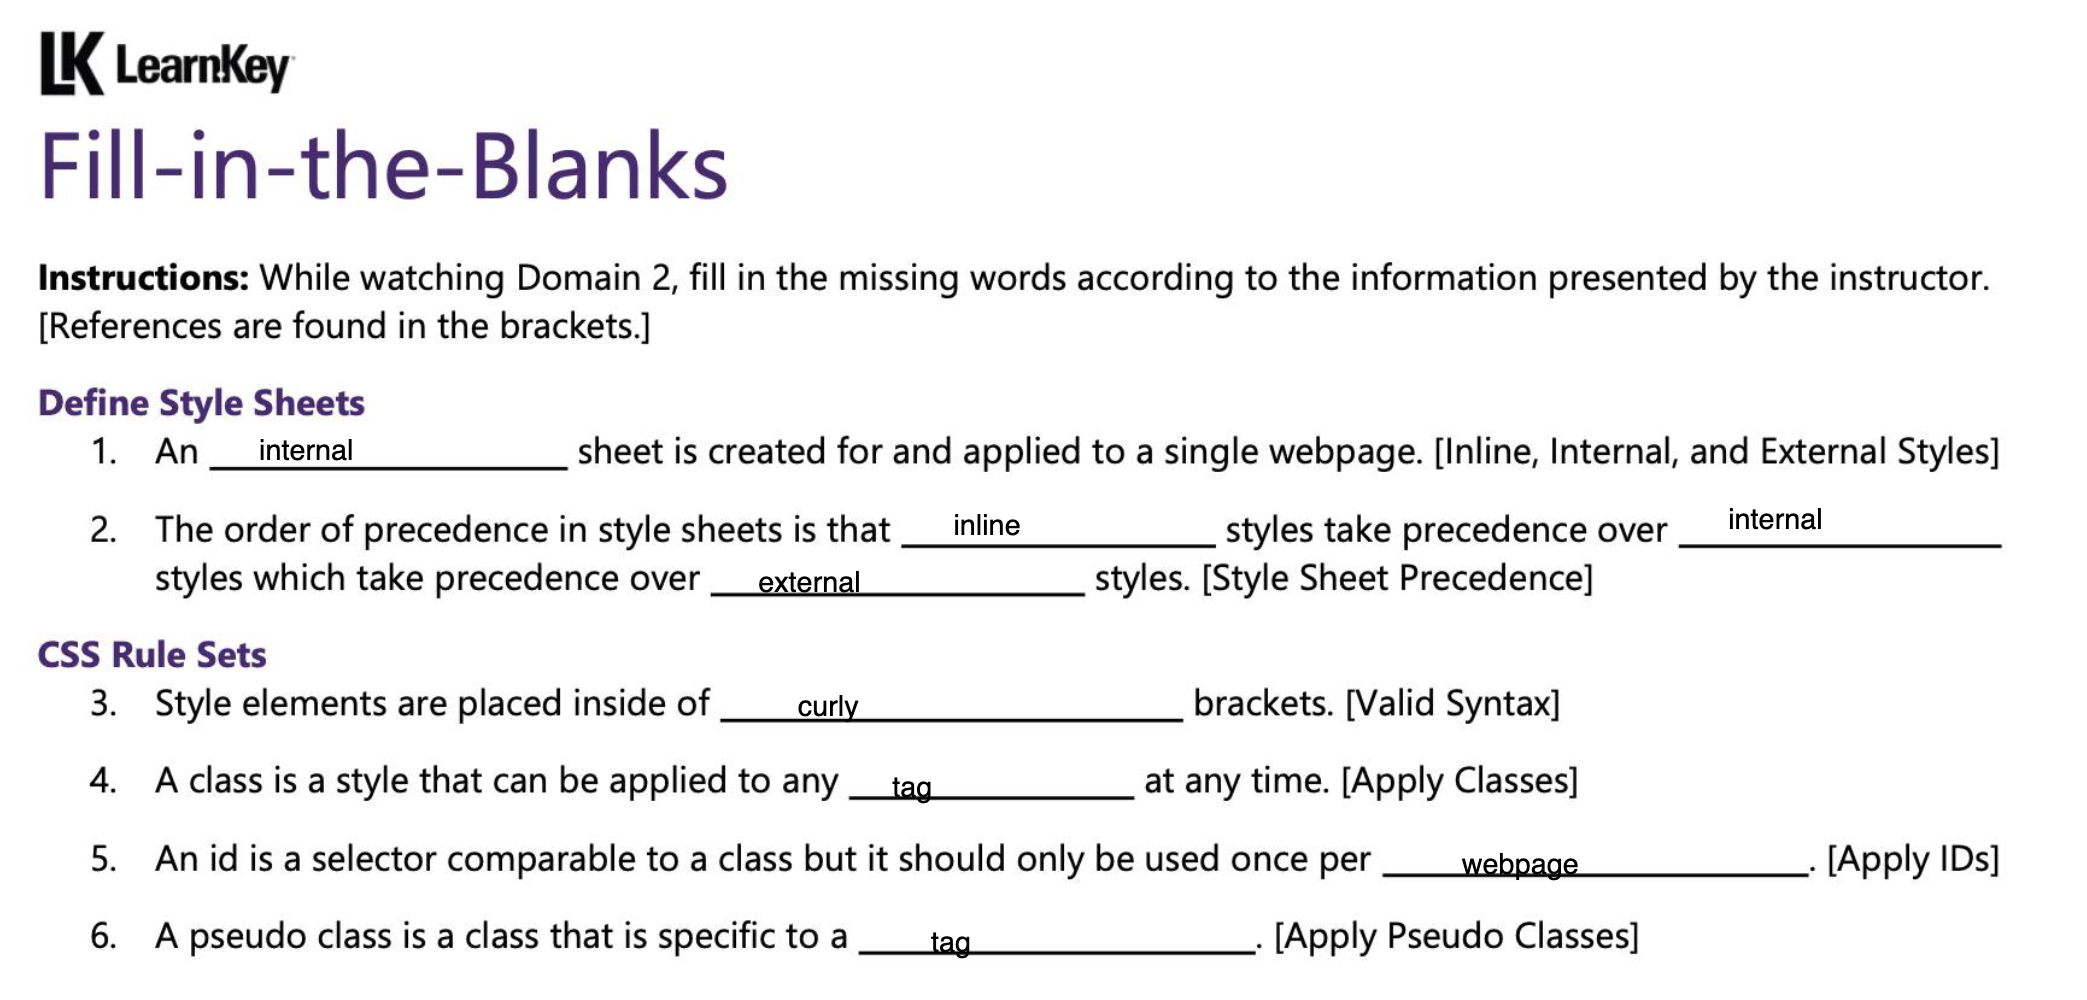 LK LearnKey
Fill-in-the-Blanks
Instructions: While watching Domain 2, fill in the missing words according to the information presented by the instructor.
[References are found in the brackets.]
Define Style Sheets
1. An internal sheet is created for and applied to a single webpage. [Inline, Internal, and External Styles]
2. The order of precedence in style sheets is that inline styles take precedence over internal
styles which take precedence over external styles. [Style Sheet Precedence]
CSS Rule Sets
3. Style elements are placed inside of curly brackets. [Valid Syntax]
4. A class is a style that can be applied to any tag at any time. [Apply Classes]
5. An id is a selector comparable to a class but it should only be used once per webpage. [Apply IDs]
6. A pseudo class is a class that is specific to a tag. [Apply Pseudo Classes]